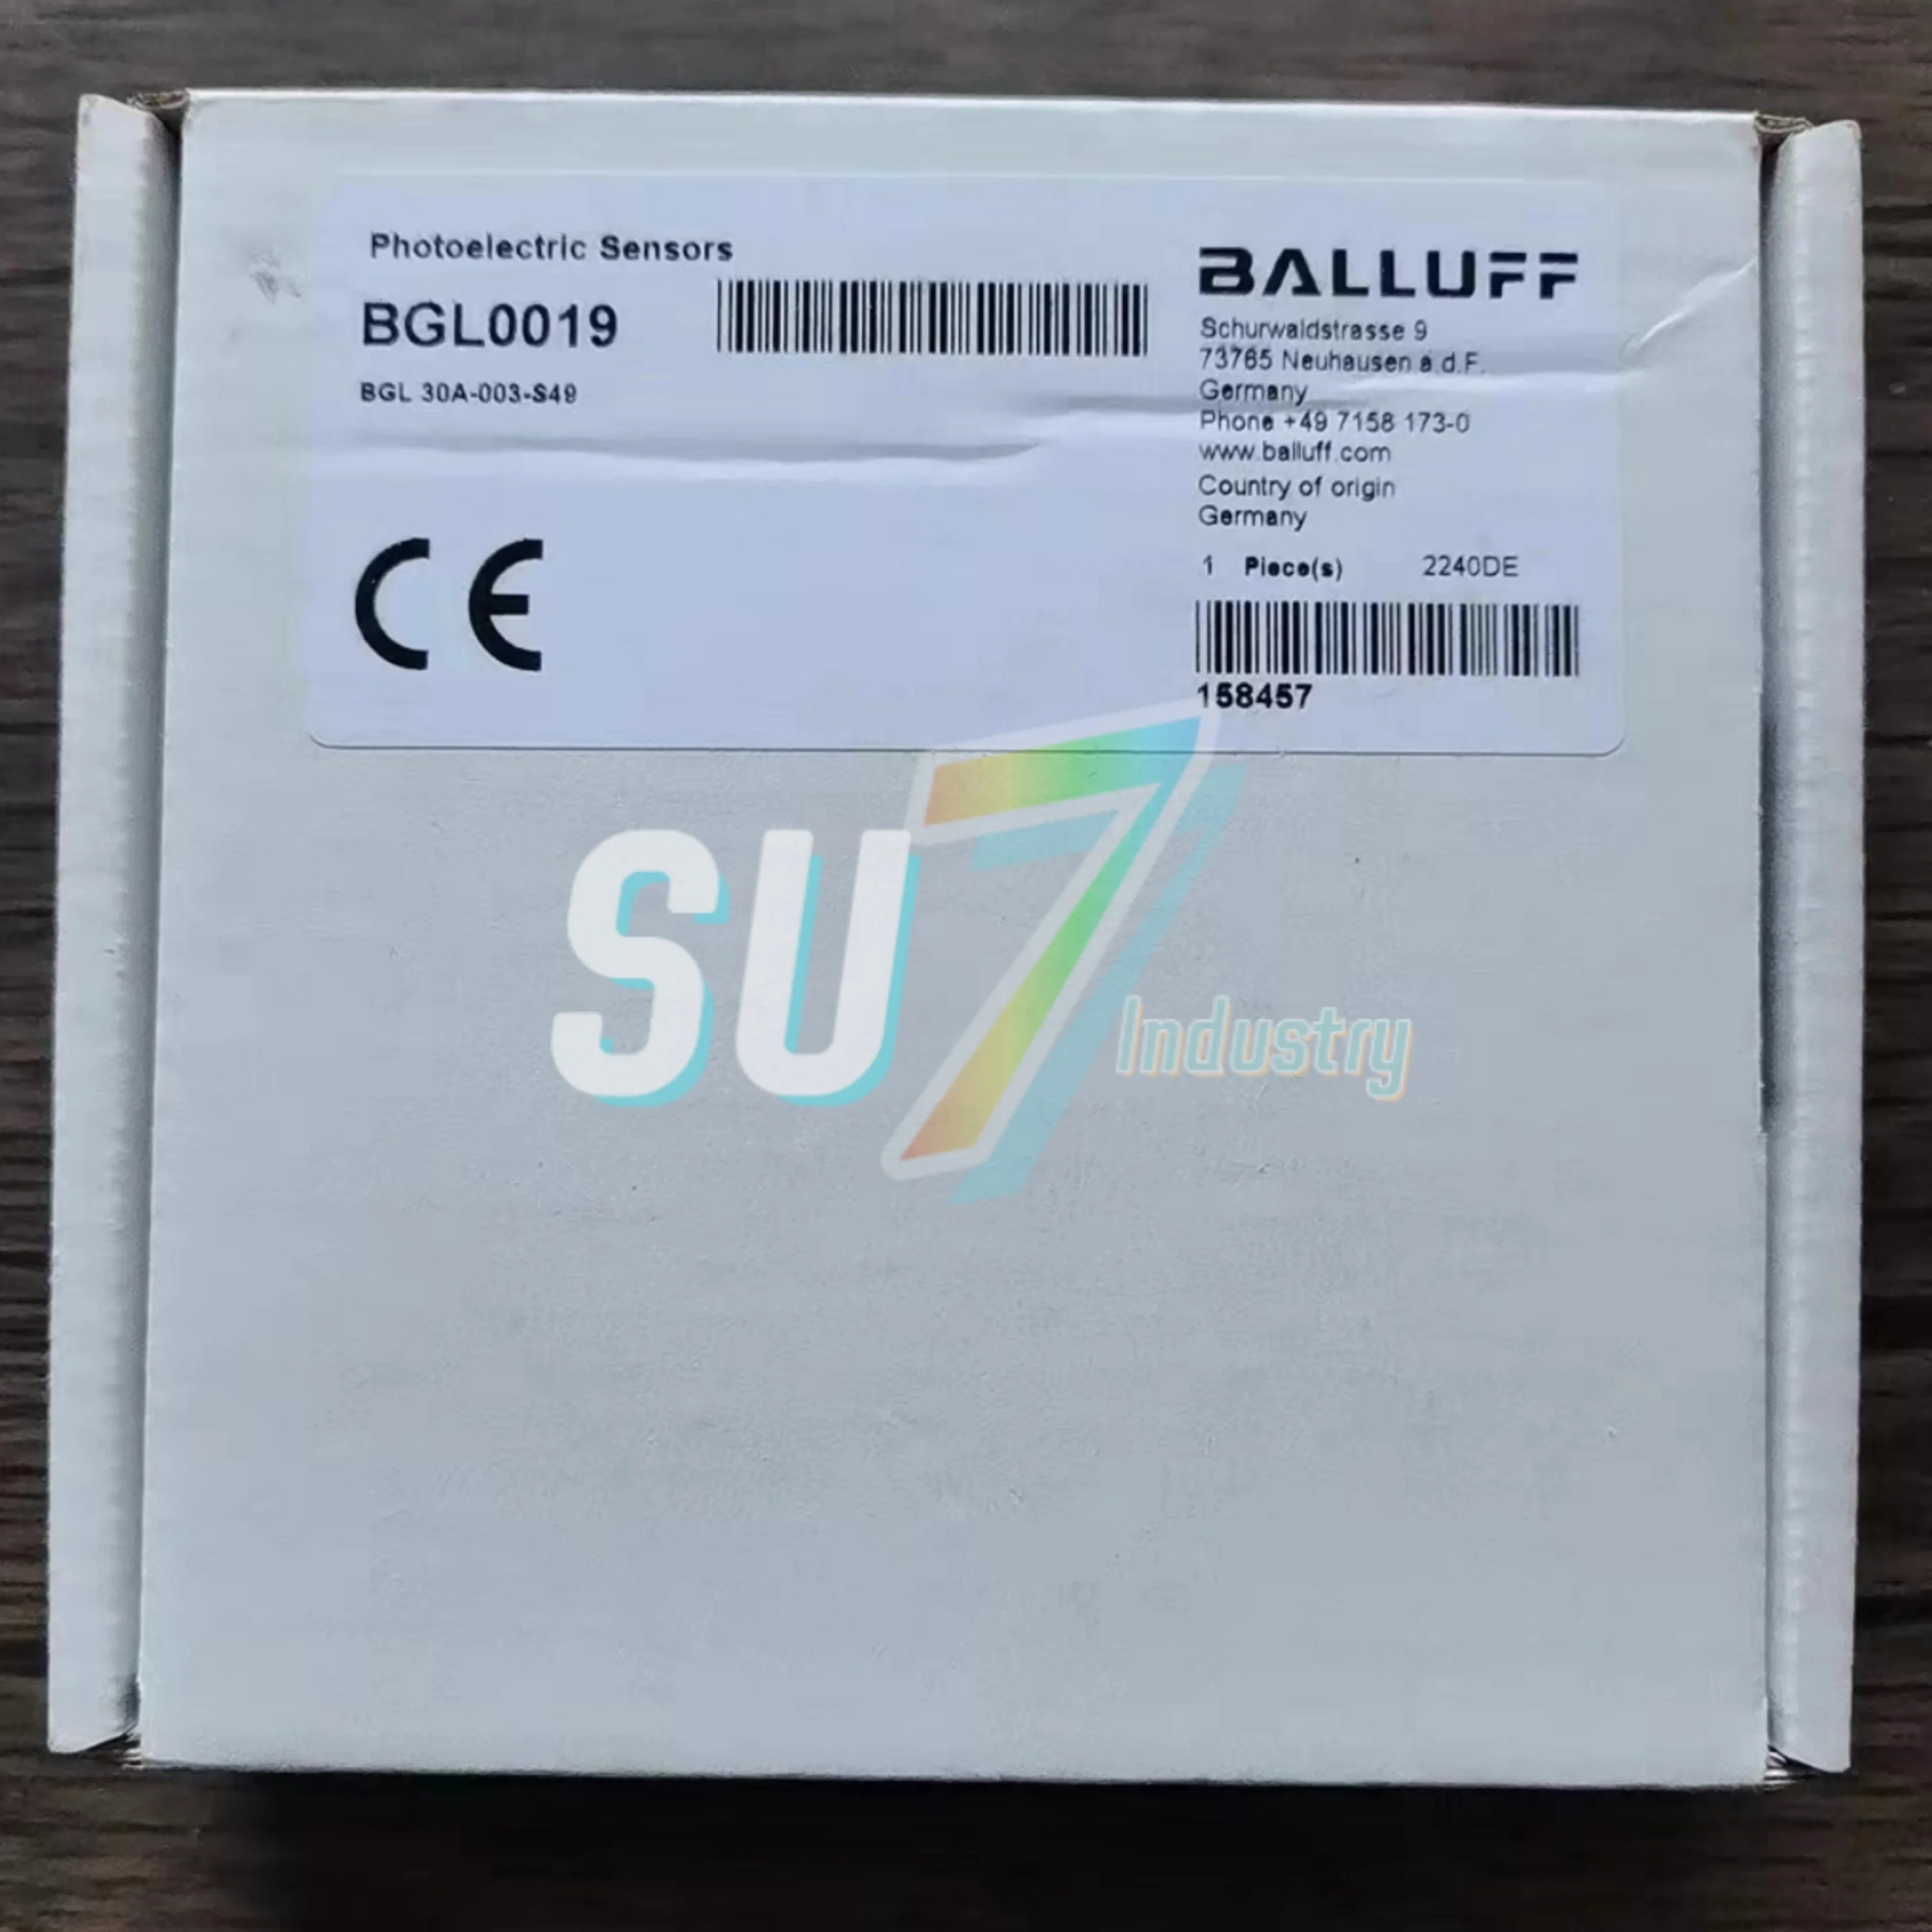 Photoelectric Sensors
BGL0019
BGL 30A-003-S49
BALLUFF
Schurwaldstrasse 9
73765 Neuhausen a.d.F.
Germany
Phone +49 7158 173-0
www.balluff.com
Country of origin
Germany
1 Piece(s) 2240DE
158457
CE
SU7
Industry